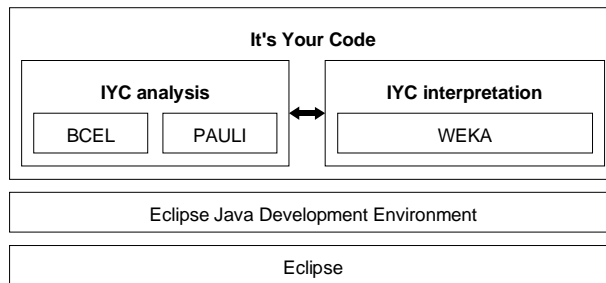 It's Your Code
IYC analysis
IYC interpretation
BCEL
PAULI
WEKA
Eclipse Java Development Environment
Eclipse